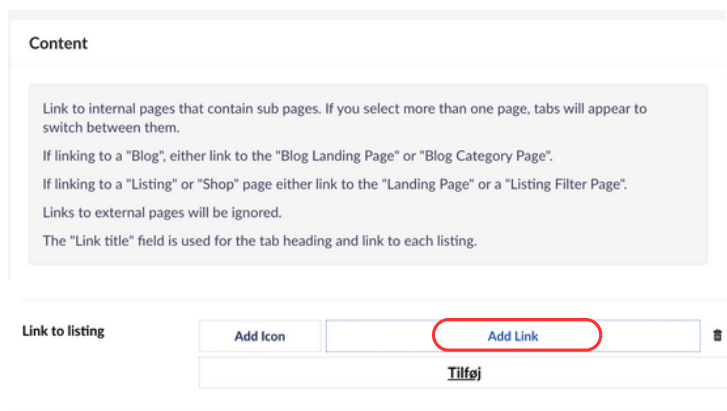 Content
Link to internal pages that contain sub pages. If you select more than one page, tabs will appear to
switch between them.
If linking to a "Blog", either link to the "Blog Landing Page" or "Blog Category Page".
If linking to a "Listing" or "Shop" page either link to the "Landing Page" or a "Listing Filter Page".
Links to external pages will be ignored.
The "Link title" field is used for the tab heading and link to each listing.
Link to listing
Add Icon
Add Link
Tilføj